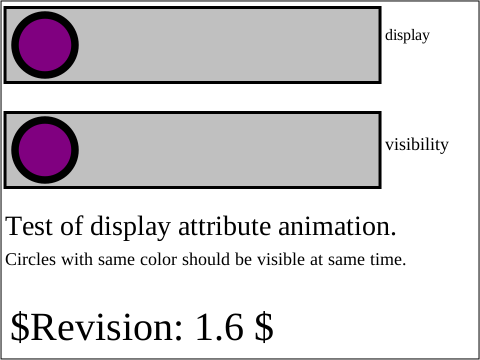 display
visibility
Test of display attribute animation.
Circles with same color should be visible at same time.
$Revision: 1.6 $